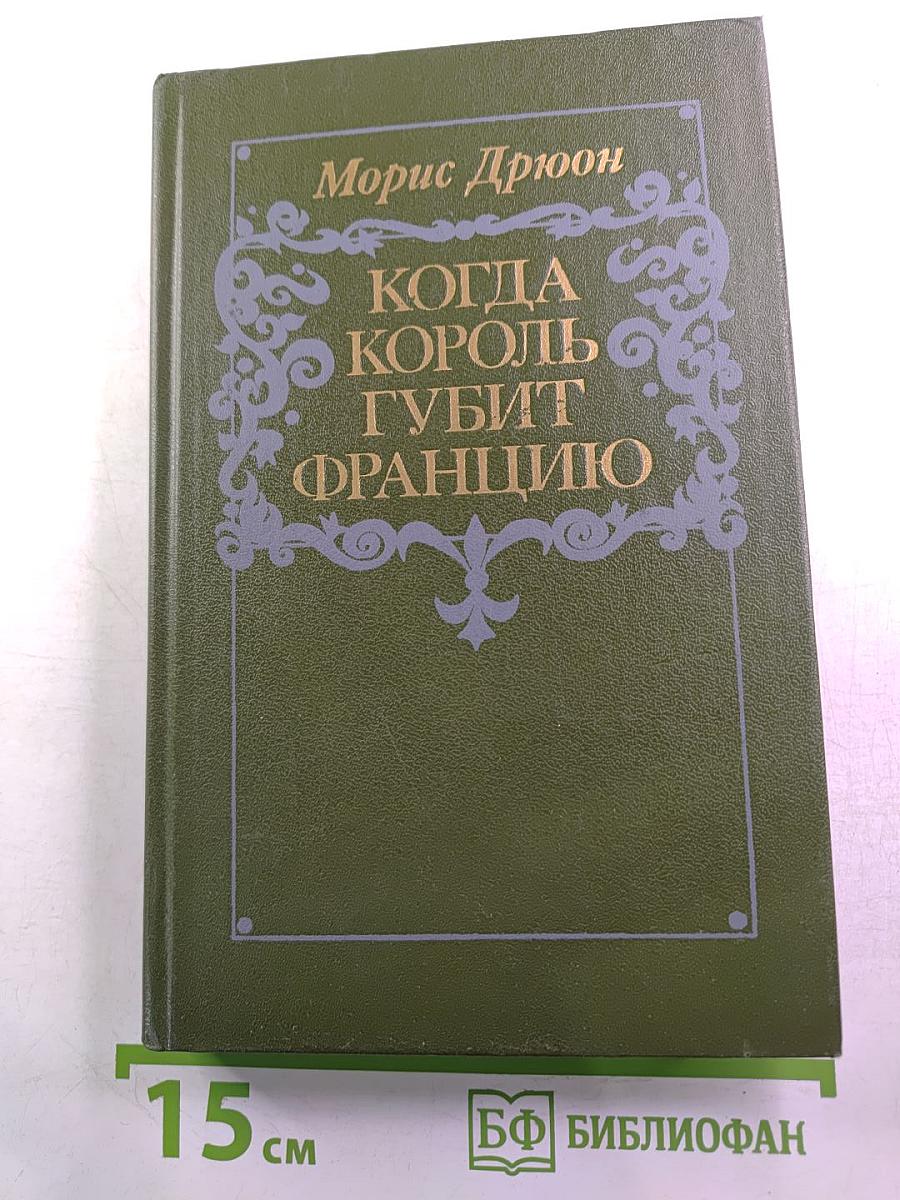 Морис Дрюон
КОГДА
КОРОЛЬ
ГУБИТ
ФРАНЦИЮ
15 см
БФ БИБЛИОФАН